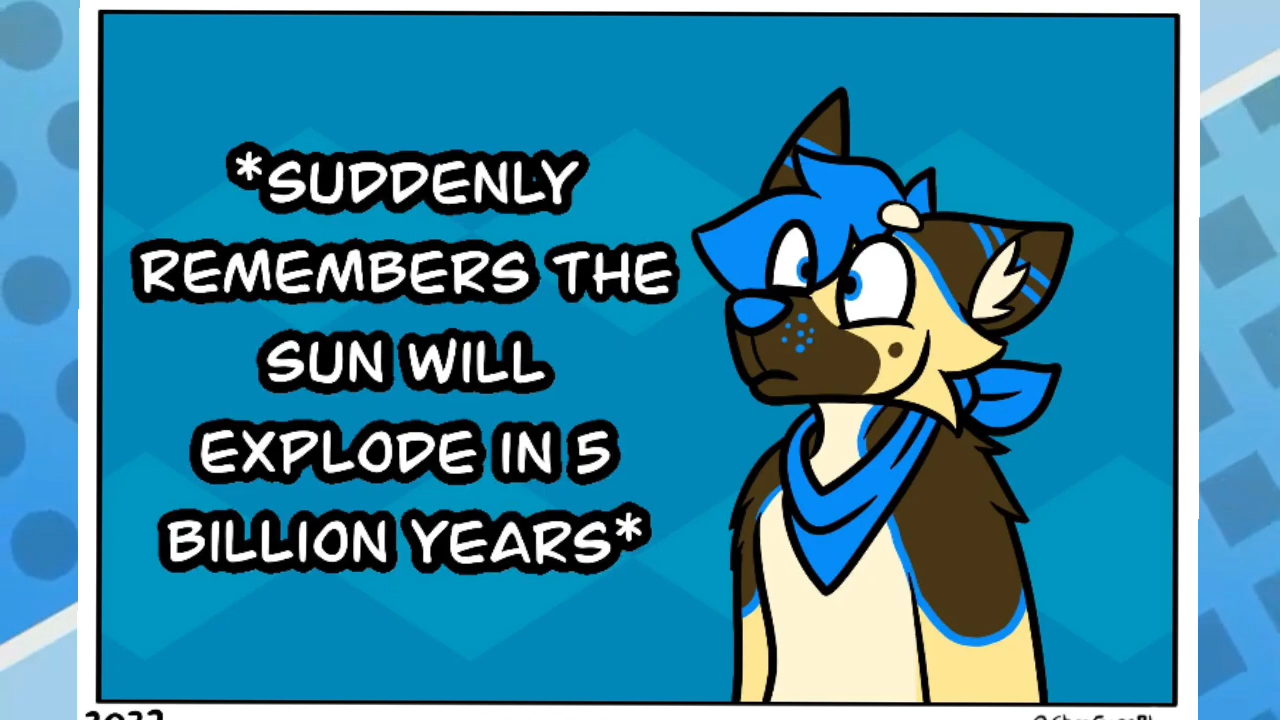 *SUDDENLY
REMEMBERS THE
SUN WILL
EXPLODE IN 5
BILLION YEARS*